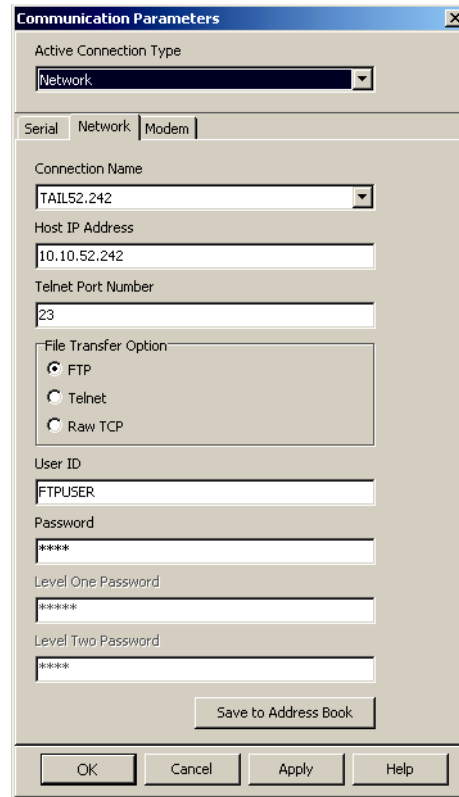 Communication Parameters
Active Connection Type
Network
Serial Network Modem
Connection Name
TAIL52.242
Host IP Address
10.10.52.242
Telnet Port Number
23
File Transfer Option
FTP
Telnet
Raw TCP
User ID
FTPUSER
Password
****
Level One Password
*****
Level Two Password
****
Save to Address Book
OK Cancel Apply Help